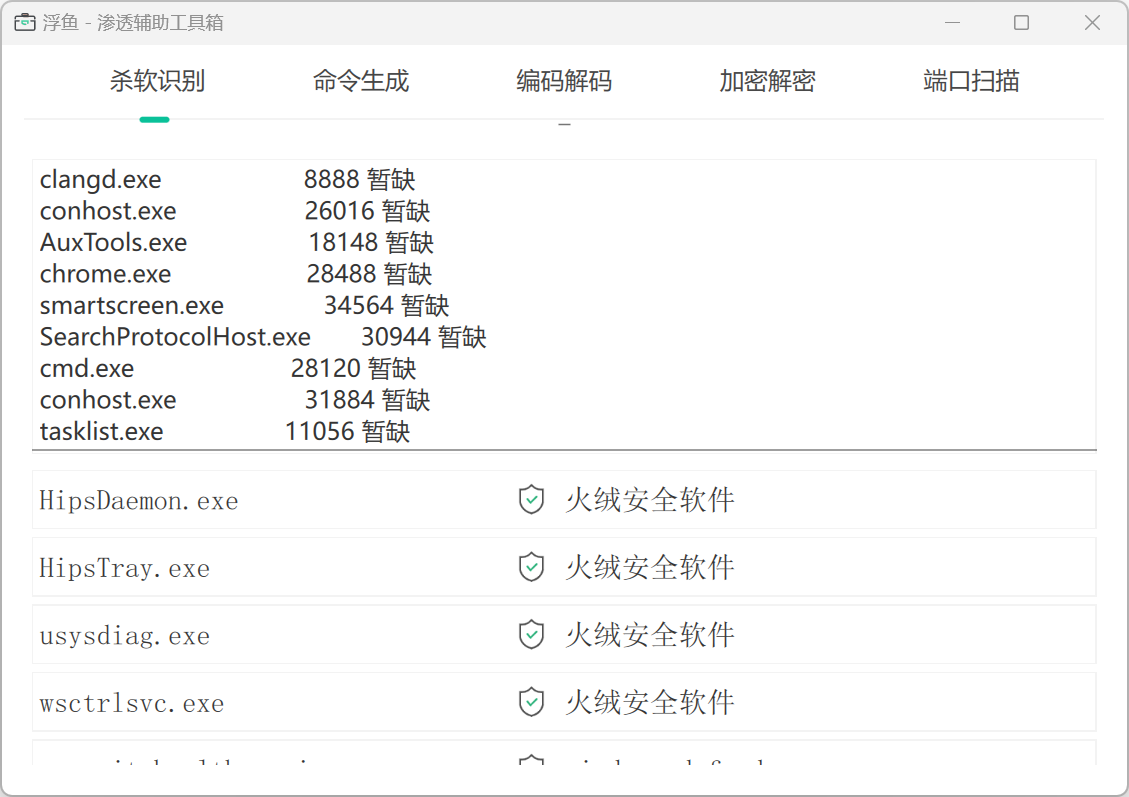 浮鱼 - 渗透辅助工具箱
杀软识别 命令生成 编码解码 加密解密 端口扫描
clangd.exe 8888 暂缺
conhost.exe 26016 暂缺
AuxTools.exe 18148 暂缺
chrome.exe 28488 暂缺
smartscreen.exe 34564 暂缺
SearchProtocolHost.exe 30944 暂缺
cmd.exe 28120 暂缺
conhost.exe 31884 暂缺
tasklist.exe 11056 暂缺
HipsDaemon.exe 火绒安全软件
HipsTray.exe 火绒安全软件
usysdiag.exe 火绒安全软件
wsctrlsvc.exe 火绒安全软件